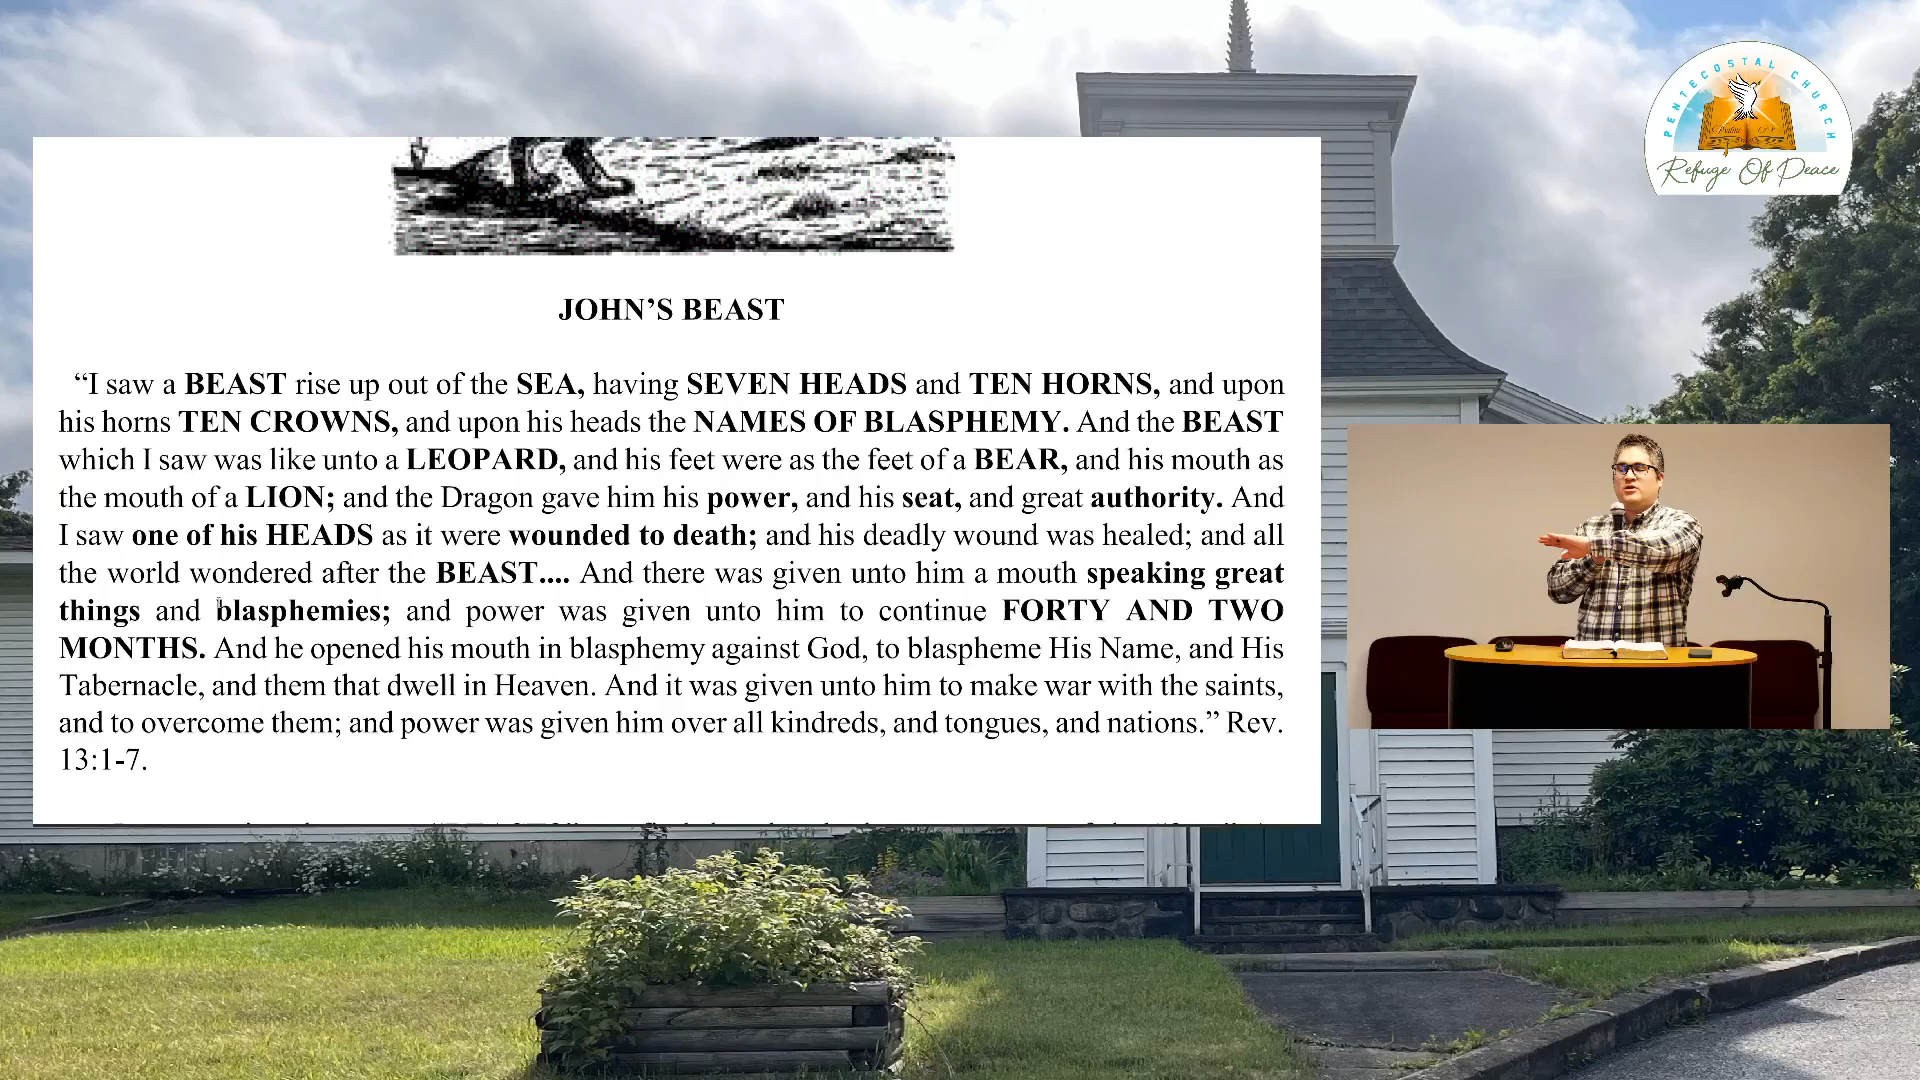 PENTECOSTAL CHURCH
Refuge Of Peace
JOHN’S BEAST
“I saw a BEAST rise up out of the SEA, having SEVEN HEADS and TEN HORNS, and upon
his horns TEN CROWNS, and upon his heads the NAMES OF BLASPHEMY. And the BEAST
which I saw was like unto a LEOPARD, and his feet were as the feet of a BEAR, and his mouth as
the mouth of a LION; and the Dragon gave him his power, and his seat, and great authority. And
I saw one of his HEADS as it were wounded to death; and his deadly wound was healed; and all
the world wondered after the BEAST.... And there was given unto him a mouth speaking great
things and blasphemies; and power was given unto him to continue FORTY AND TWO
MONTHS. And he opened his mouth in blasphemy against God, to blaspheme His Name, and His
Tabernacle, and them that dwell in Heaven. And it was given unto him to make war with the saints,
and to overcome them; and power was given him over all kindreds, and tongues, and nations.” Rev.
13:1-7.